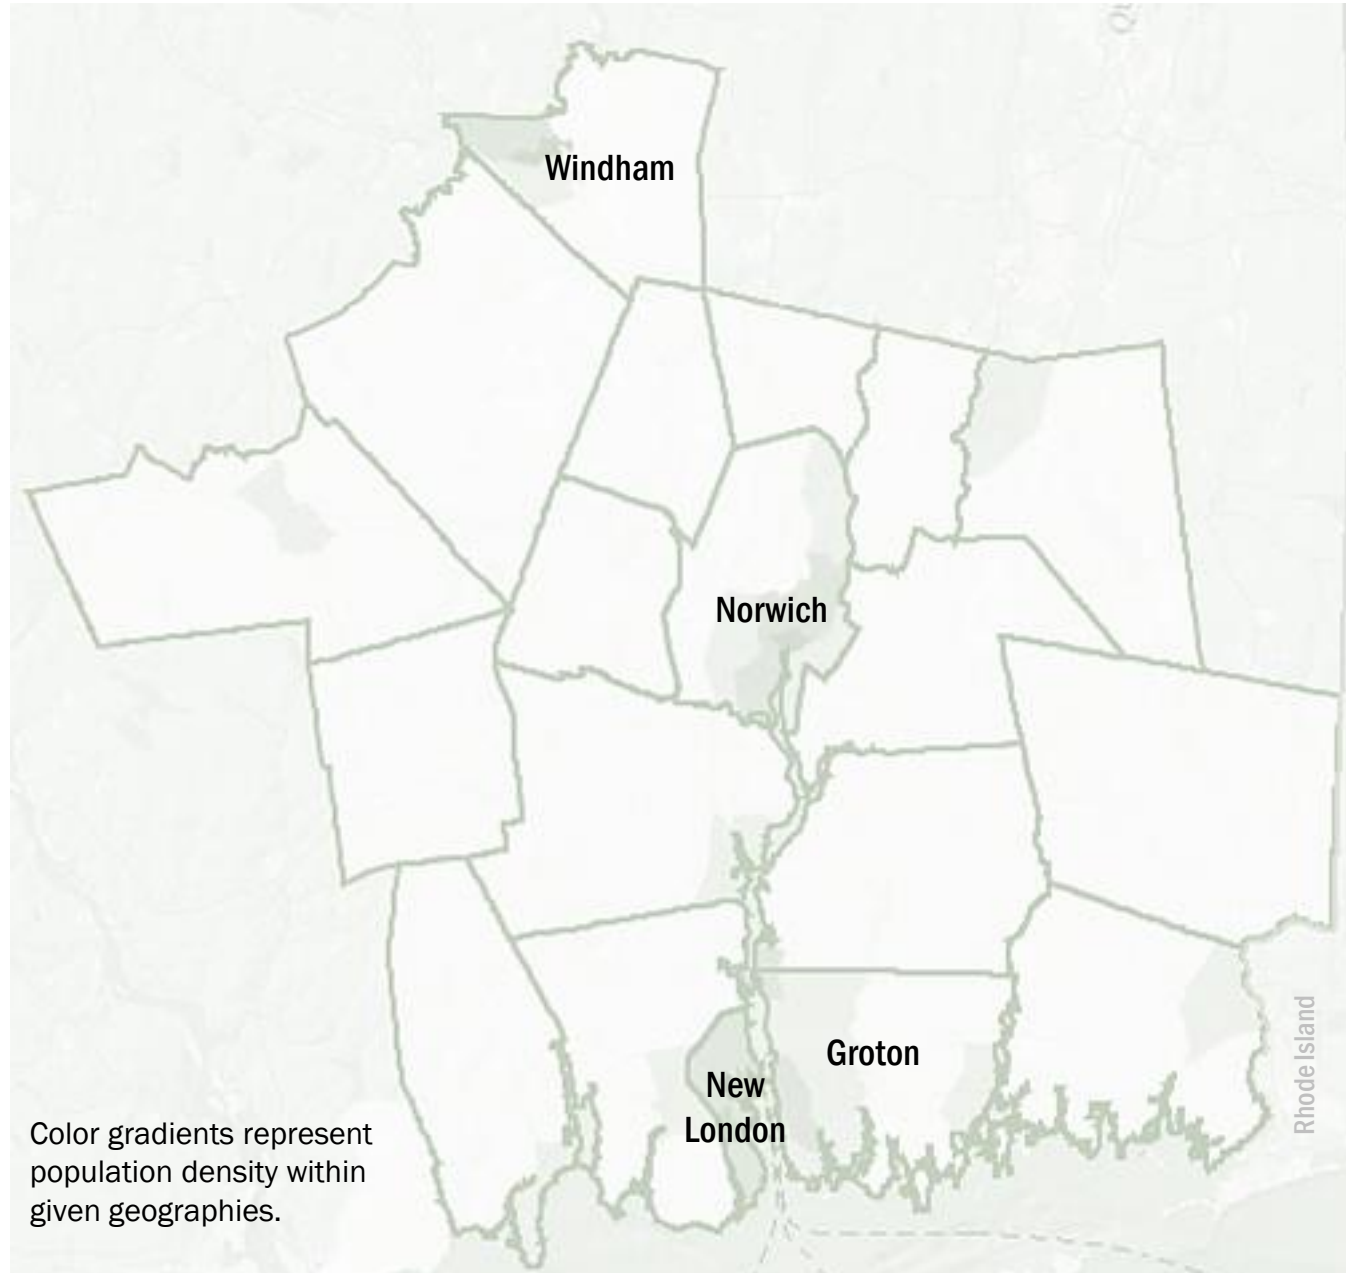 Windham
Norwich
Groton
New
London
Rhode Island
Color gradients represent
population density within
given geographies.